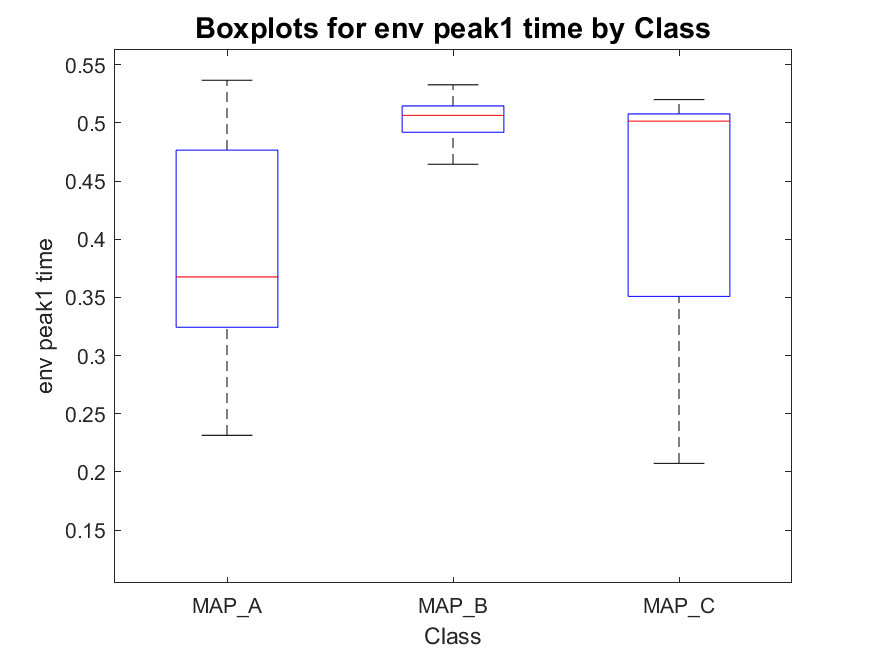 Boxplots for env peak1 time by Class
env peak1 time
0.55
0.5
0.45
0.4
0.35
0.3
0.25
0.2
0.15
MAP_A MAP_B MAP_C
Class